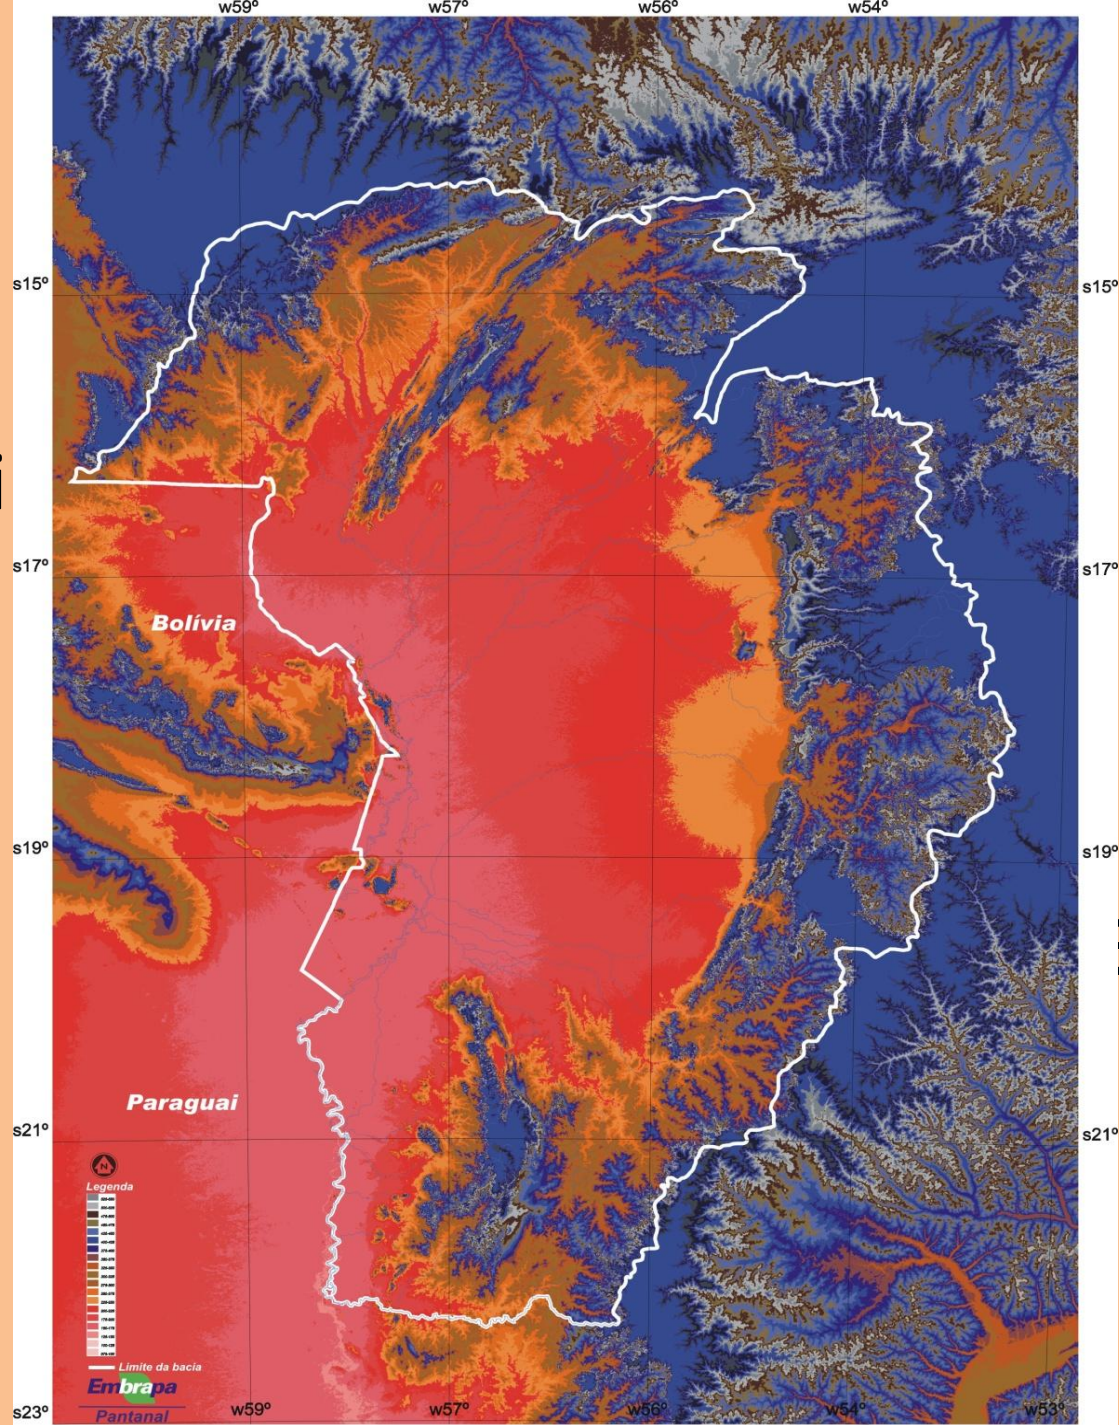 w59º w57º w56º w54º
s15º s15º
s17º s17º
Bolívia
s19º s19º
Paraguai
s21º s21º
N
Legenda
Limite da bacia
Embrapa
Pantanal
s23º w59º w57º w56º w54º w53º